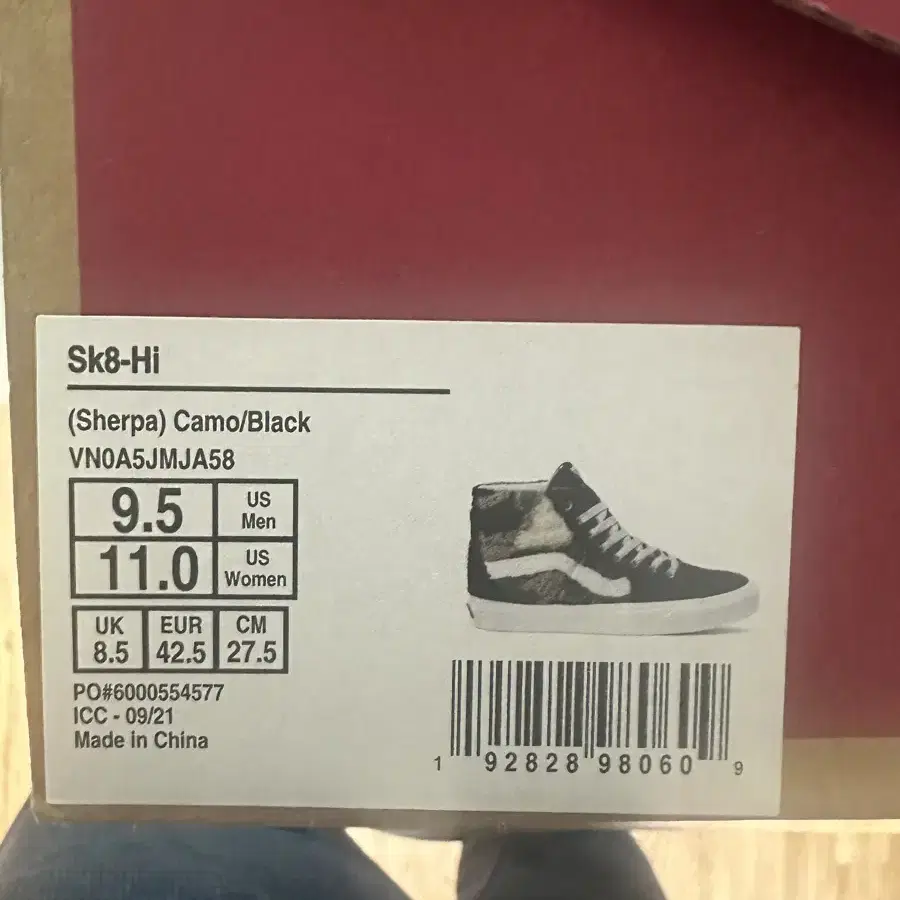 Sk8-Hi
(Sherpa) Camo/Black
VN0A5JMJA58
9.5 US Men
11.0 US Women
UK EUR CM
8.5 42.5 27.5
PO#6000554577
ICC - 09/21
Made in China
1 92828 98060 9